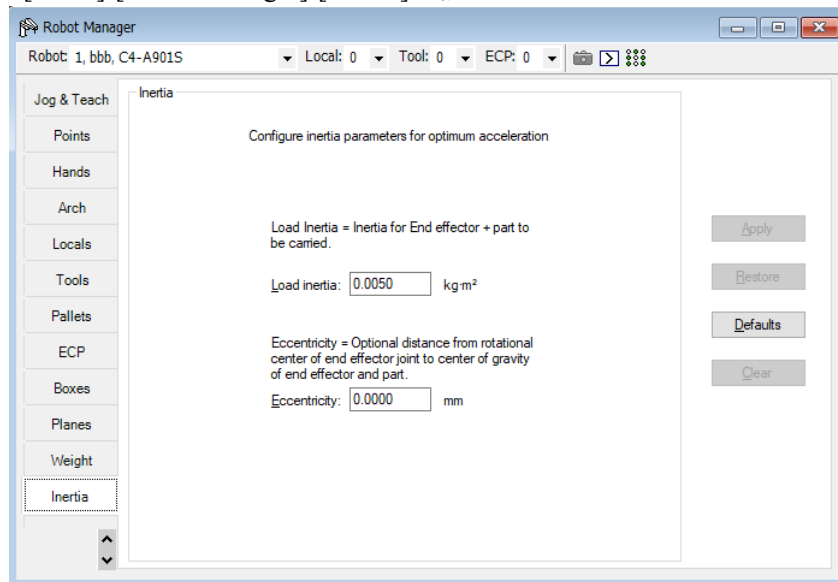 Robot Manager
Robot: 1, bbb, C4-A901S Local: 0 Tool: 0 ECP: 0
Jog & Teach
Points
Hands
Arch
Locals
Tools
Pallets
ECP
Boxes
Planes
Weight
Inertia
Inertia
Configure inertia parameters for optimum acceleration
Load Inertia = Inertia for End effector + part to
be carried.
Load inertia: 0.0050 kg·m²
Eccentricity = Optional distance from rotational
center of end effector joint to center of gravity
of end effector and part.
Eccentricity: 0.0000 mm
Apply
Restore
Defaults
Clear